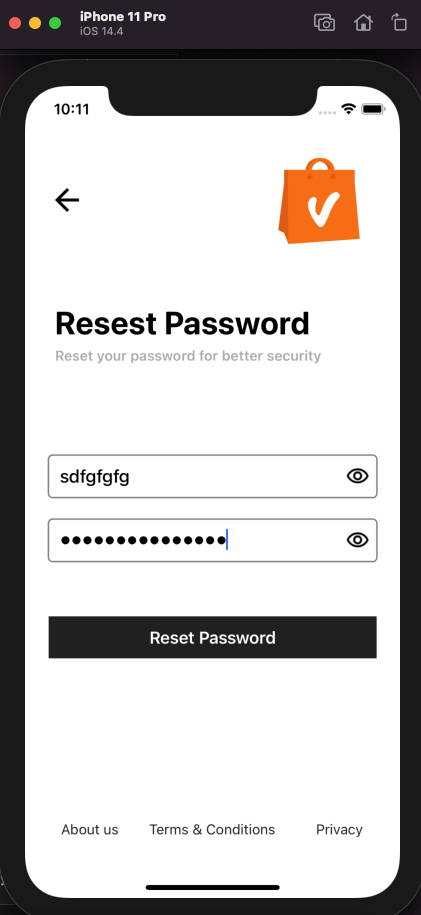 iPhone 11 Pro
iOS 14.4
10:11
Resest Password
Reset your password for better security
sdfgfgfg
•••••••••••••••
Reset Password
About us Terms & Conditions Privacy